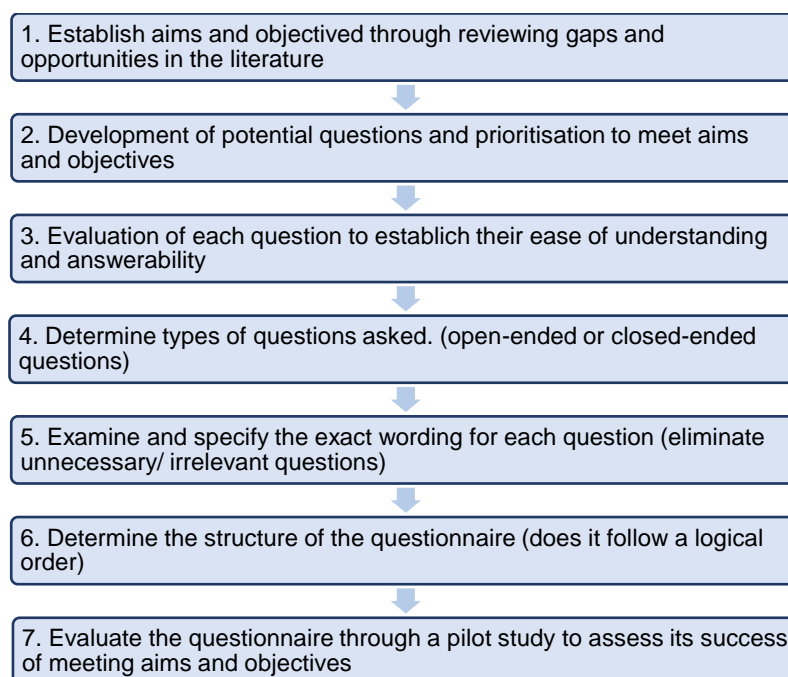 1. Establish aims and objectived through reviewing gaps and
opportunities in the literature
2. Development of potential questions and prioritisation to meet aims
and objectives
3. Evaluation of each question to establich their ease of understanding
and answerability
4. Determine types of questions asked. (open-ended or closed-ended
questions)
5. Examine and specify the exact wording for each question (eliminate
unnecessary/ irrelevant questions)
6. Determine the structure of the questionnaire (does it follow a logical
order)
7. Evaluate the questionnaire through a pilot study to assess its success
of meeting aims and objectives